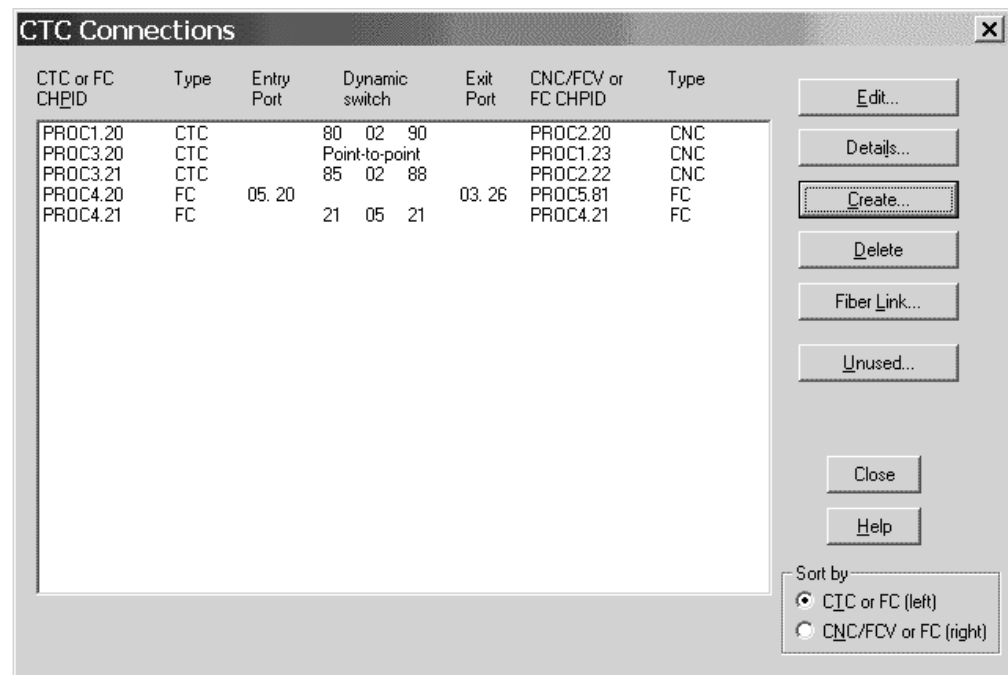 CTC Connections
CTC or FC CHPID Type Entry Port Dynamic switch Exit Port CNC/FCV or FC CHPID Type
PROC1.20 CTC 80 02 90 PROC2.20 CNC
PROC3.20 CTC Point-to-point PROC1.23 CNC
PROC3.21 CTC 85 02 88 PROC2.22 CNC
PROC4.20 FC 05. 20 03. 26 PROC5.81 FC
PROC4.21 FC 21 05 21 PROC4.21 FC
Edit...
Details...
Create...
Delete
Fiber Link...
Unused...
Close
Help
Sort by
CTC or FC (left)
CNC/FCV or FC (right)